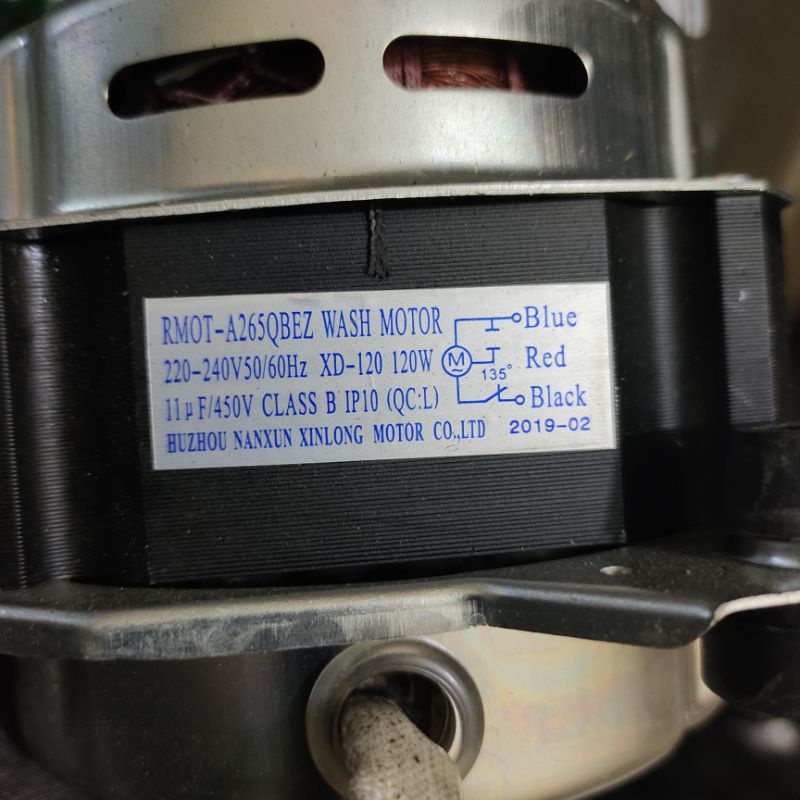 RMOT-A265QBEZ WASH MOTOR
220-240V50/60Hz XD-120 120W
11μF/450V CLASS B IP10 (QC:L)
HUZHOU NANXUN XINLONG MOTOR CO.,LTD
M
135°
Blue
Red
Black
2019-02